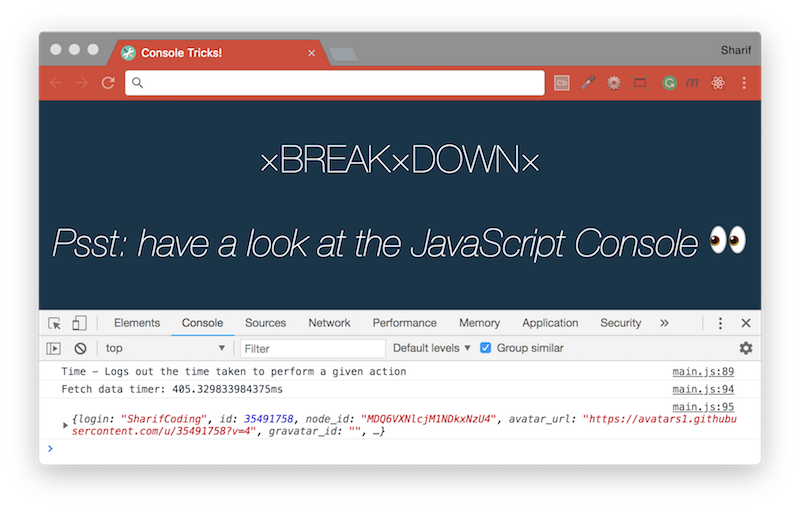 Console Tricks!
Sharif
×BREAK×DOWN×
Psst: have a look at the JavaScript Console 👀
Elements Console Sources Network Performance Memory Application Security »
top Filter Default levels Group similar
Time – Logs out the time taken to perform a given action main.js:89
Fetch data timer: 405.329833984375ms main.js:94
main.js:95
{login: "SharifCoding", id: 35491758, node_id: "MDQ6VXNlcjM1NDkxNzU4", avatar_url: "https://avatars1.githubu
sercontent.com/u/35491758?v=4", gravatar_id: "", …}